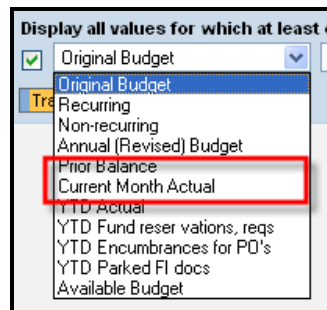 Display all values for which at least
Original Budget
Original Budget
Tra
Recurring
Non-recurring
Annual (Revised) Budget
Prior Balance
Current Month Actual
YTD Actual
YTD Fund reser vations, reqs
YTD Encumbrances for PO's
YTD Parked FI docs
Available Budget